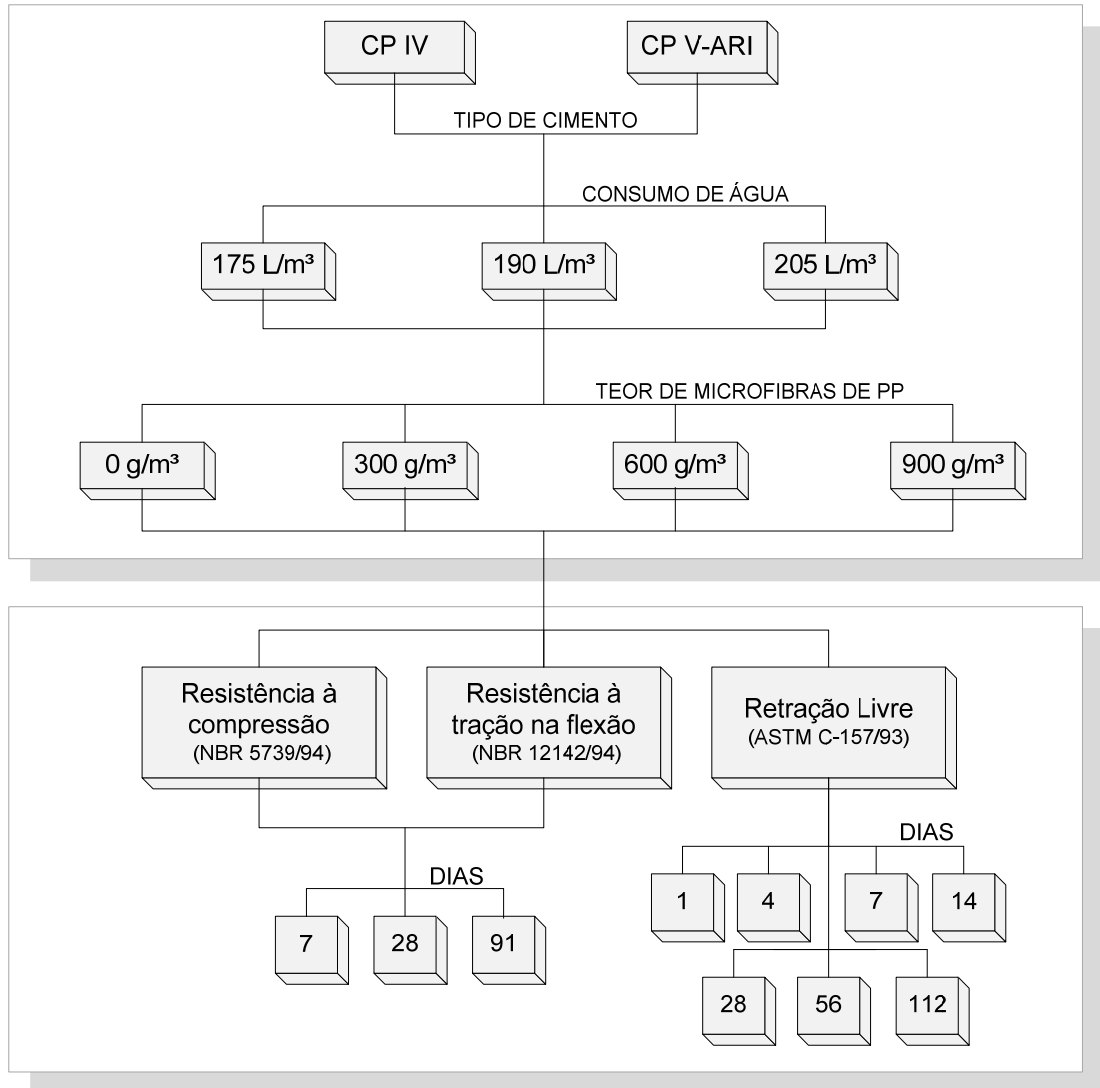 CP IV
CP V-ARI
TIPO DE CIMENTO
CONSUMO DE ÁGUA
175 L/m³
190 L/m³
205 L/m³
TEOR DE MICROFIBRAS DE PP
0 g/m³
300 g/m³
600 g/m³
900 g/m³
Resistência à
compressão
(NBR 5739/94)
Resistência à
tração na flexão
(NBR 12142/94)
Retração Livre
(ASTM C-157/93)
DIAS
7
28
91
DIAS
1
4
7
14
28
56
112